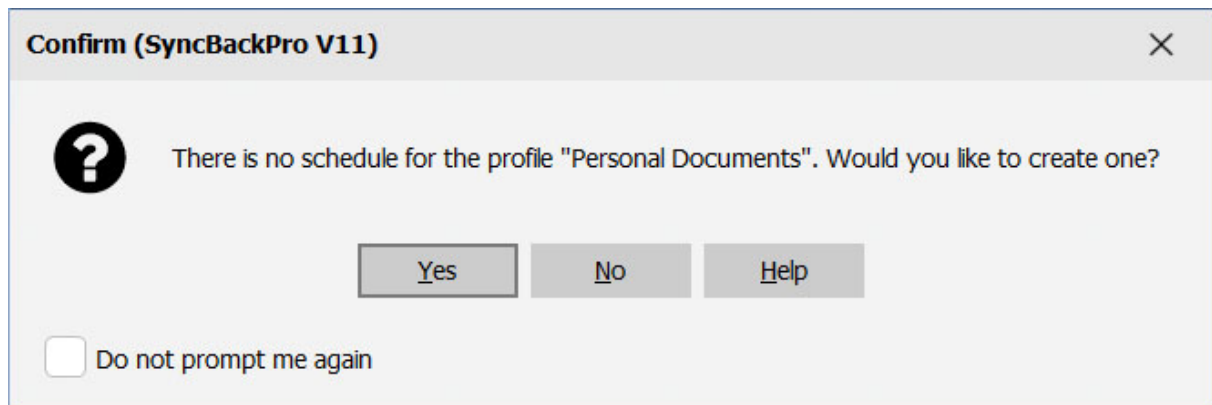 Confirm (SyncBackPro V11)
There is no schedule for the profile "Personal Documents". Would you like to create one?
Yes No Help
Do not prompt me again